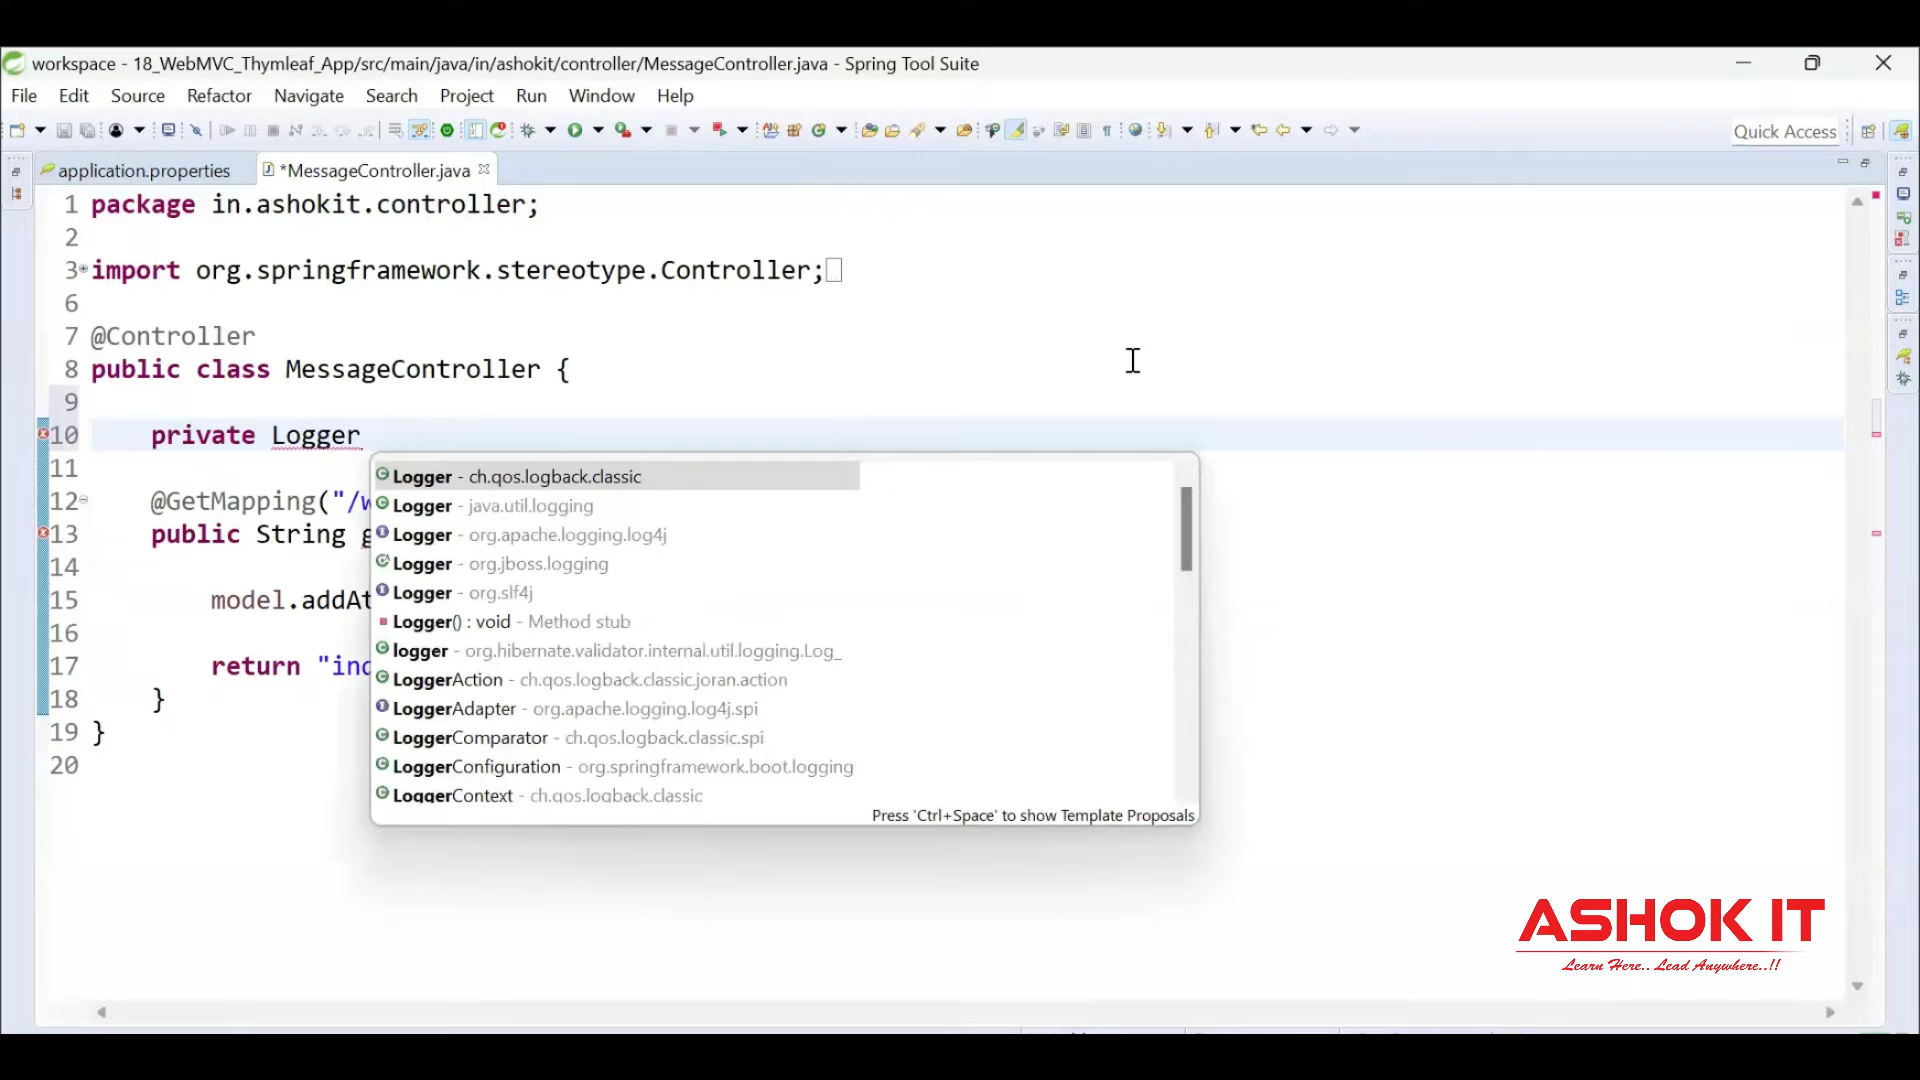 workspace - 18_WebMVC_Thymleaf_App/src/main/java/in/ashokit/controller/MessageController.java - Spring Tool Suite
File Edit Source Refactor Navigate Search Project Run Window Help
Quick Access
application.properties *MessageController.java
1 package in.ashokit.controller;
2
3 import org.springframework.stereotype.Controller;
6
7 @Controller
8 public class MessageController {
9
10 private Logger
11
12 @GetMapping("/w
13 public String g
14
15 model.addAt
16
17 return "ind
18 }
19 }
20
Logger - ch.qos.logback.classic
Logger - java.util.logging
Logger - org.apache.logging.log4j
Logger - org.jboss.logging
Logger - org.slf4j
Logger() : void - Method stub
logger - org.hibernate.validator.internal.util.logging.Log_
LoggerAction - ch.qos.logback.classic.joran.action
LoggerAdapter - org.apache.logging.log4j.spi
LoggerComparator - ch.qos.logback.classic.spi
LoggerConfiguration - org.springframework.boot.logging
LoggerContext - ch.qos.logback.classic
Press 'Ctrl+Space' to show Template Proposals
ASHOK IT
Learn Here.. Lead Anywhere..!!